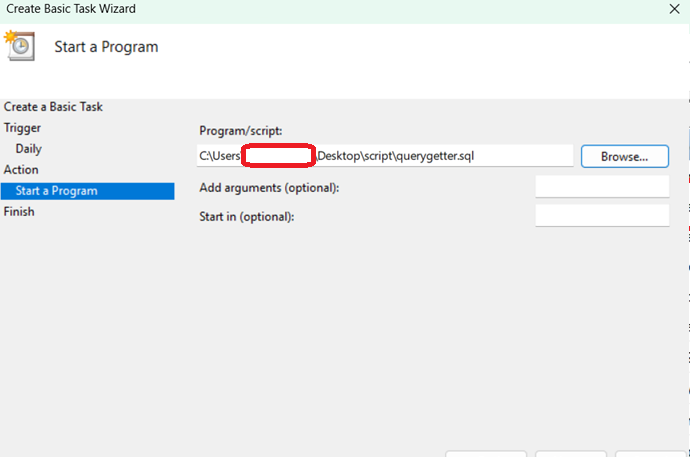 Create Basic Task Wizard
Start a Program
Create a Basic Task
Trigger
Daily
Action
Start a Program
Finish
Program/script:
C:\Users\ \Desktop\script\querygetter.sql
Browse...
Add arguments (optional):
Start in (optional):